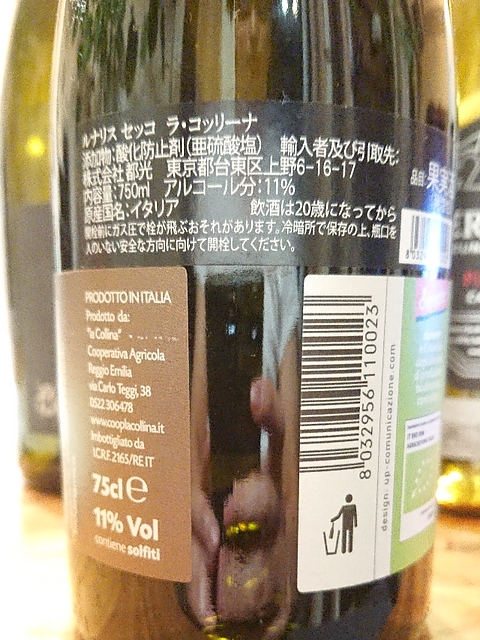 ルナリス セッコ ラ・コッリーナ
添加物:酸化防止剤(亜硫酸塩) 輸入者及び引取先:
株式会社 都光 東京都台東区上野6-16-17
内容量:750ml アルコール分:11%
原産国名:イタリア 飲酒は20歳になってから
開栓前にガス圧で栓が飛ぶおそれがあります。冷暗所で保存の上、瓶口を
人のいない安全な方向に向けて開栓してください。
品目:果実
PRODOTTO IN ITALIA
Prodotto da:
"la Collina"
Cooperativa Agricola
Reggio Emilia
via Carlo Teggi, 38
0522 306478
www.cooplacollina.it
Imbottigliato da
I.C.R.F. 2165/RE IT
75cl e
11% Vol
contiene solfiti
8 032956 110023
design: up-comunicazione.com